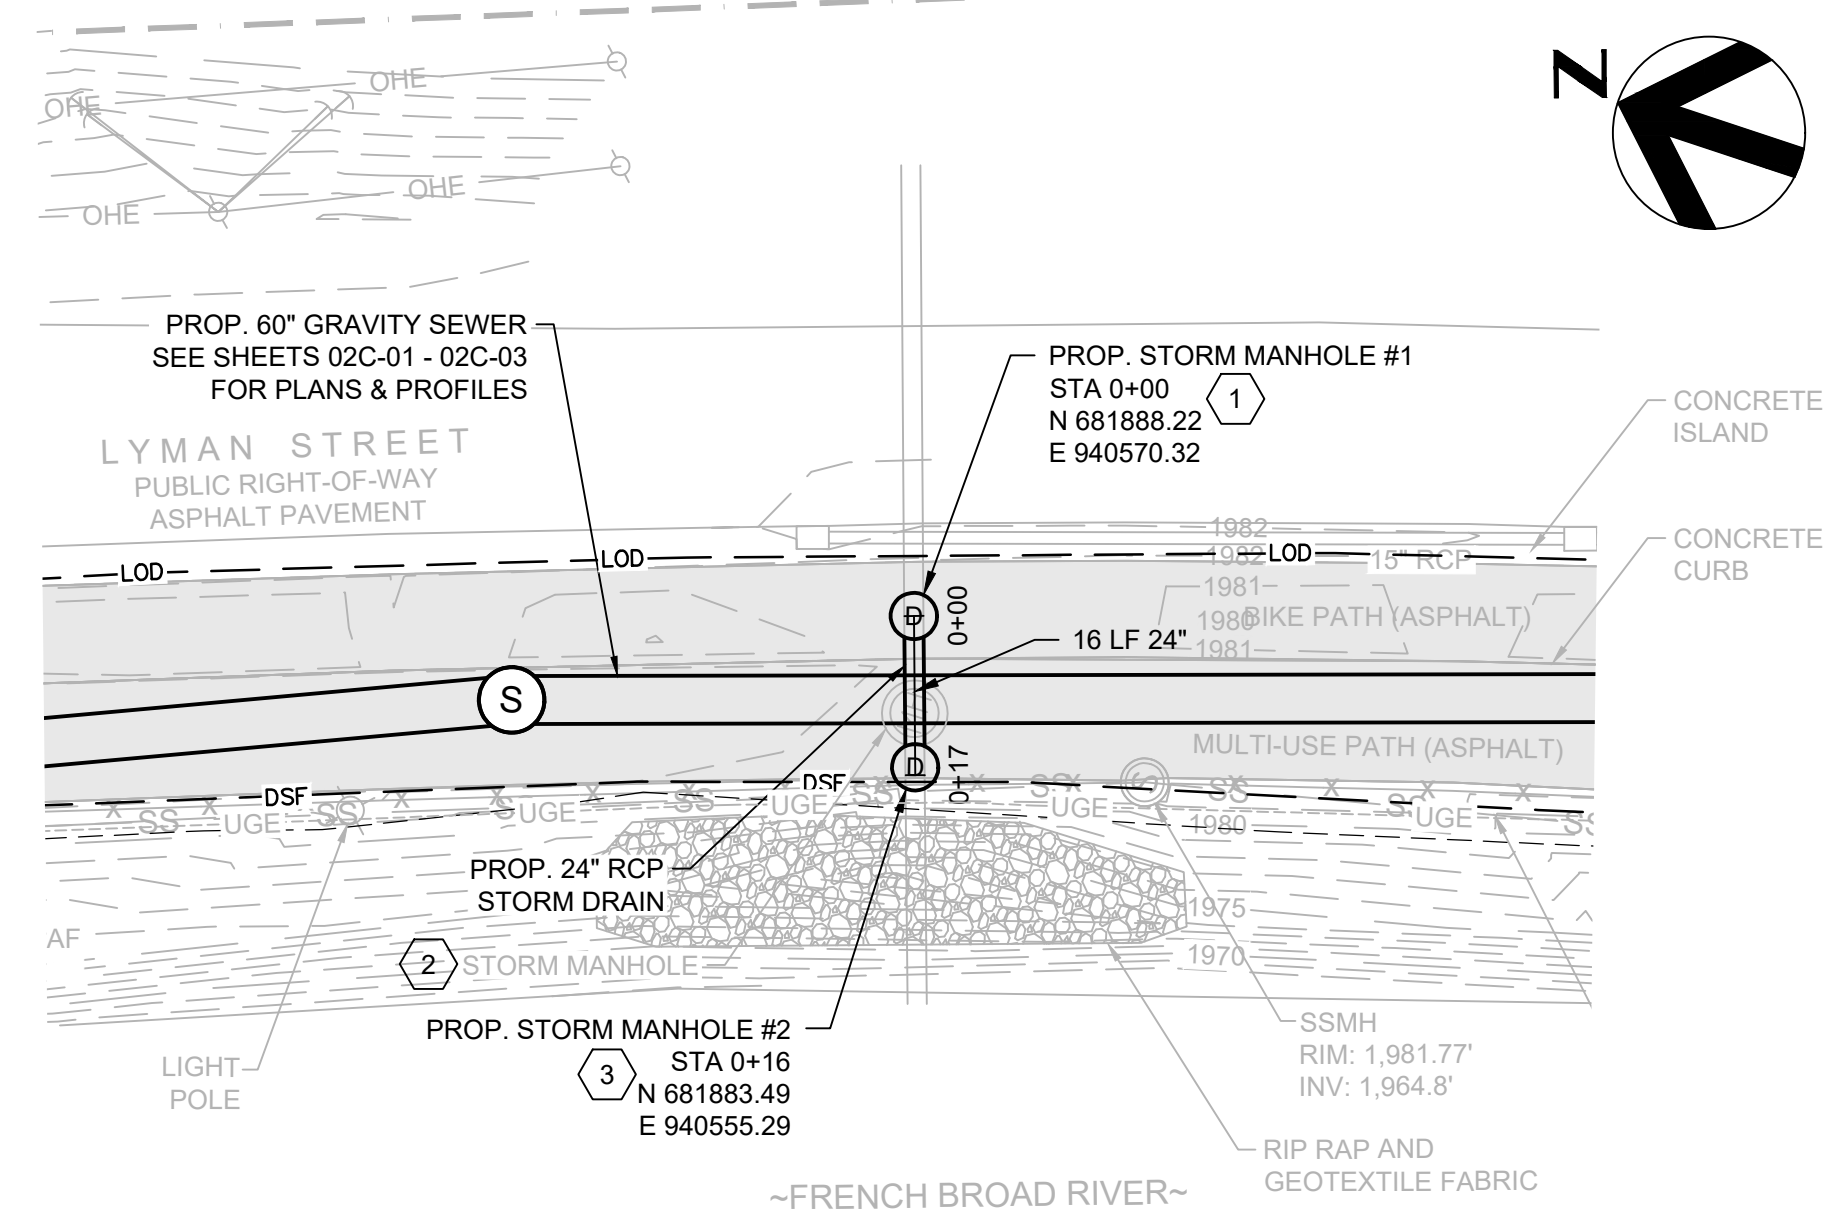 N
OHE
OHE
OHE
OHE
PROP. 60" GRAVITY SEWER
SEE SHEETS 02C-01 - 02C-03
FOR PLANS & PROFILES
PROP. STORM MANHOLE #1
STA 0+00
N 681888.22
E 940570.32
1
CONCRETE
ISLAND
LYMAN STREET
PUBLIC RIGHT-OF-WAY
ASPHALT PAVEMENT
CONCRETE
CURB
1982
LOD
LOD
1982
LOD
15" RCP
1981
D
0+00
1980
BIKE PATH (ASPHALT)
16 LF 24"
1981
S
S
MULTI-USE PATH (ASPHALT)
D
0+17
DSF
DSF
X
X
X
X
X
X
X
X
X
X
X
X
SS
SS
SS
SS
SS
SS
UGE
UGE
UGE
UGE
UGE
S
1980
PROP. 24" RCP
STORM DRAIN
1975
AF
2
STORM MANHOLE
1970
PROP. STORM MANHOLE #2
STA 0+16
3
N 681883.49
E 940555.29
LIGHT
POLE
SSMH
RIM: 1,981.77'
INV: 1,964.8'
RIP RAP AND
GEOTEXTILE FABRIC
~FRENCH BROAD RIVER~